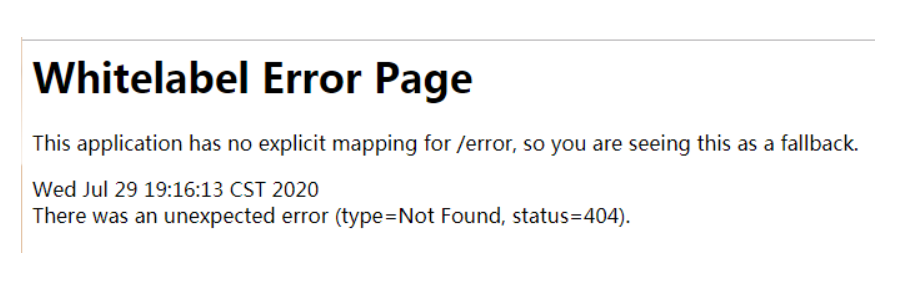 Whitelabel Error Page
This application has no explicit mapping for /error, so you are seeing this as a fallback.
Wed Jul 29 19:16:13 CST 2020
There was an unexpected error (type=Not Found, status=404).